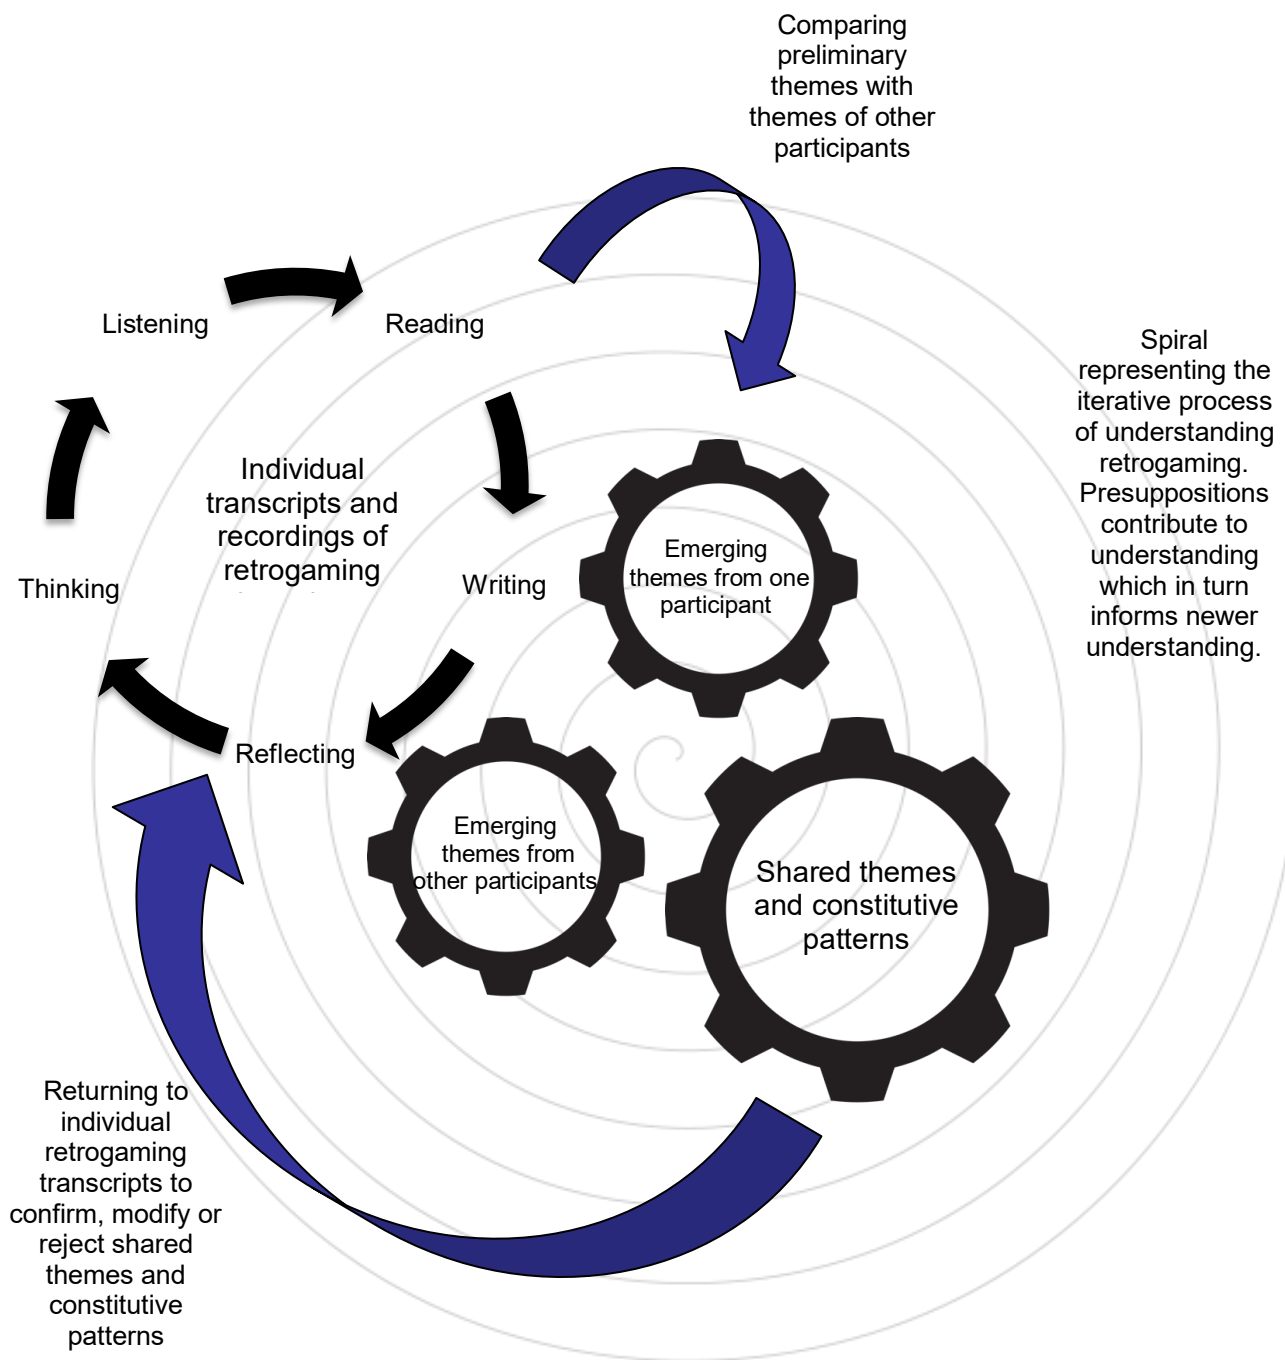 Comparing
preliminary
themes with
themes of other
participants
Listening
Reading
Spiral
representing the
iterative process
of understanding
retrogaming.
Presuppositions
contribute to
understanding
which in turn
informs newer
understanding.
Individual
transcripts and
recordings of
retrogaming
Thinking
Writing
Emerging
themes from one
participant
Reflecting
Emerging
themes from
other participants
Shared themes
and constitutive
patterns
Returning to
individual
retrogaming
transcripts to
confirm, modify or
reject shared
themes and
constitutive
patterns